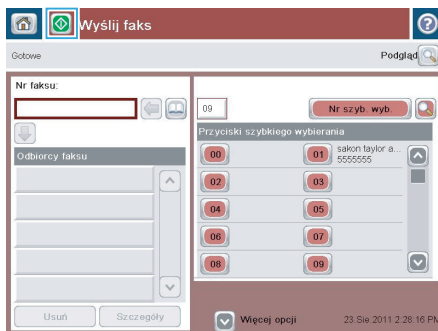 Wyślij faks
Gotowe
Podgląd
Nr faksu:
09
Nr szyb. wyb.
Przyciski szybkiego wybierania
Odbiorcy faksu
00
01
sakon taylor a...
5555555
02
03
04
05
06
07
08
09
Usuń
Szczegóły
Więcej opcji
23 Sie 2011 2:28:16 PM